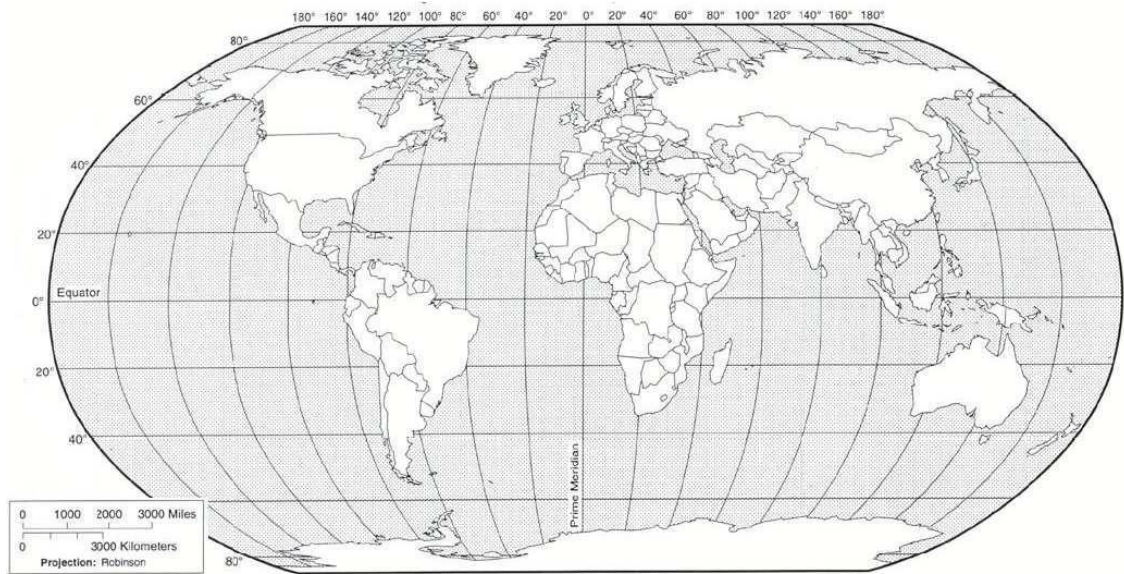 180° 160° 140° 120° 100° 80° 60° 40° 20° 0° 20° 40° 60° 80° 100° 120° 140° 160° 180°
80°
60°
40°
20°
Equator
0°
20°
40°
Prime Meridian
0 1000 2000 3000 Miles
0 3000 Kilometers
Projection: Robinson
80°